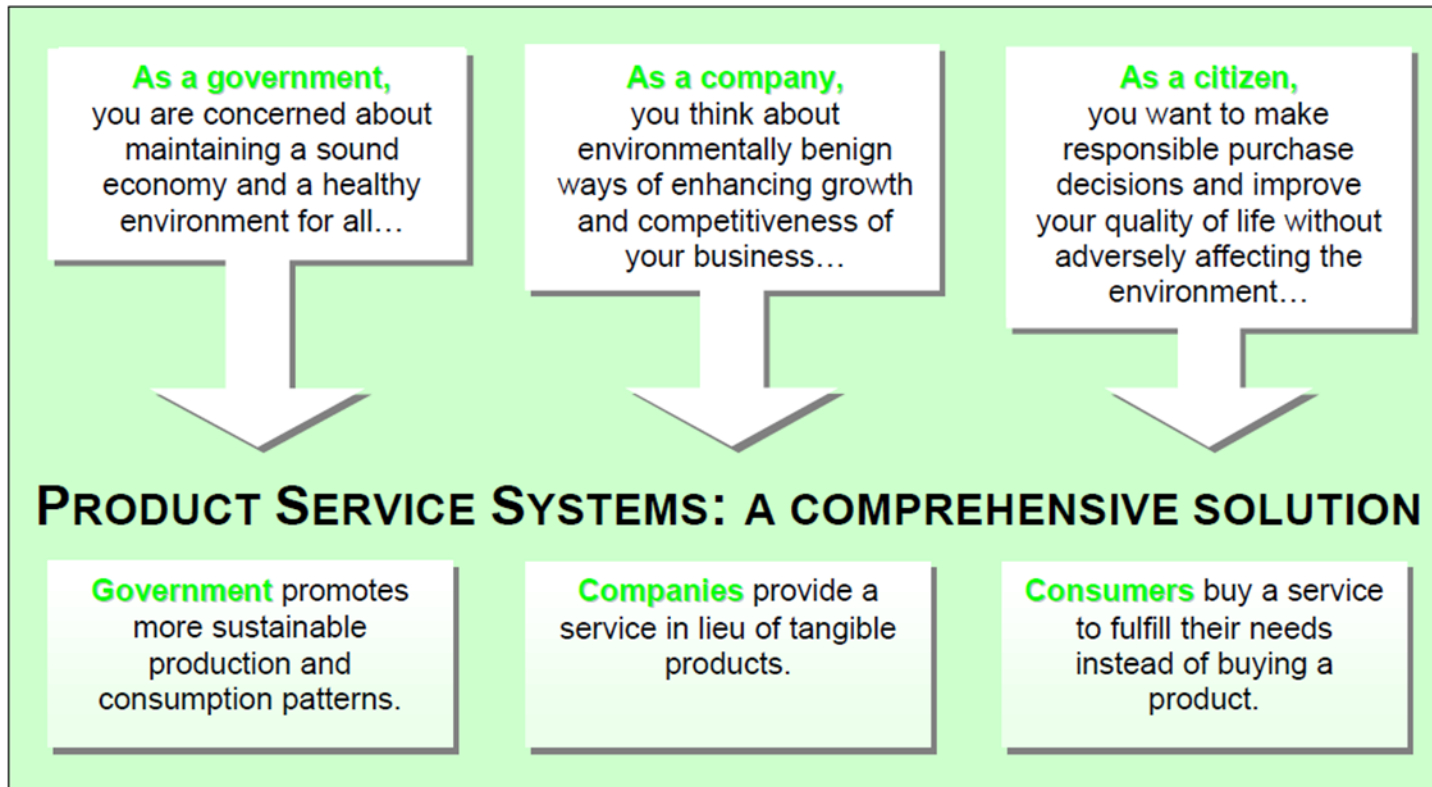 As a government,
you are concerned about
maintaining a sound
economy and a healthy
environment for all…
As a company,
you think about
environmentally benign
ways of enhancing growth
and competitiveness of
your business…
As a citizen,
you want to make
responsible purchase
decisions and improve
your quality of life without
adversely affecting the
environment…
PRODUCT SERVICE SYSTEMS: A COMPREHENSIVE SOLUTION
Government promotes
more sustainable
production and
consumption patterns.
Companies provide a
service in lieu of tangible
products.
Consumers buy a service
to fulfill their needs
instead of buying a
product.